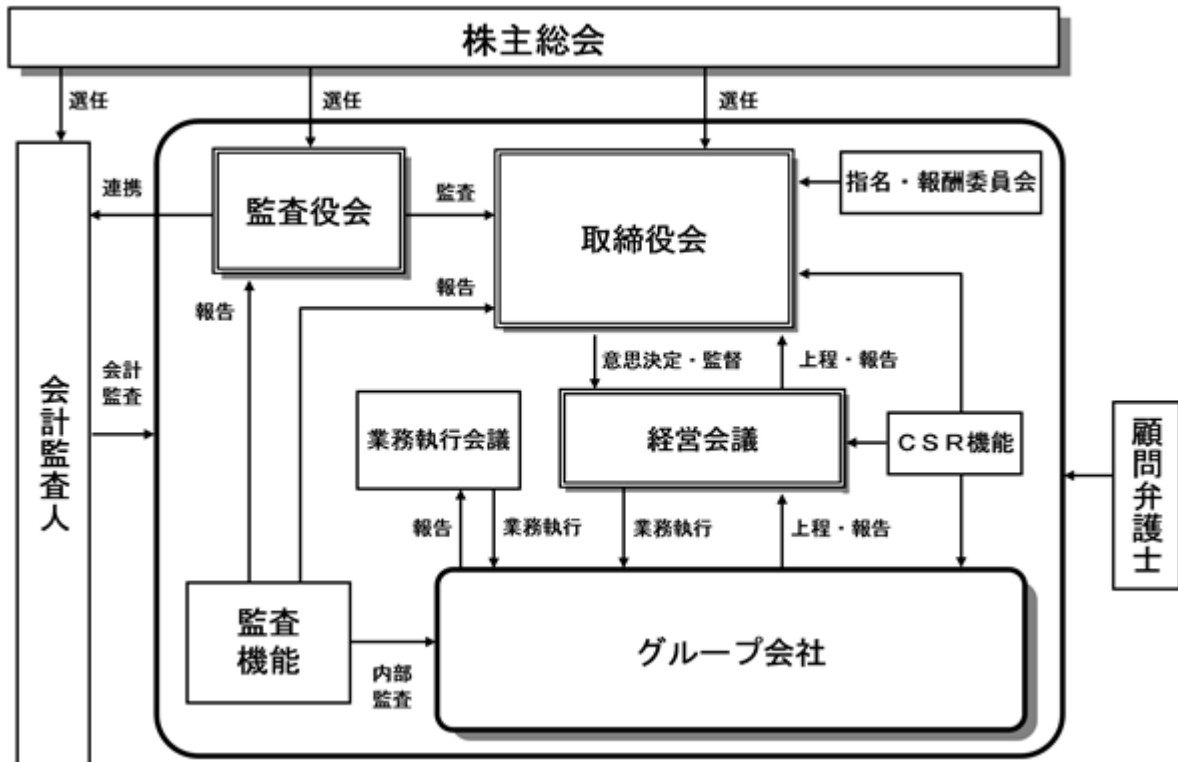 株主総会
選任
選任
選任
連携
監査役会
監査
取締役会
指名・報酬委員会
報告
報告
意思決定・監督
上程・報告
会計
監査
会計監査人
業務執行会議
経営会議
CSR機能
顧問弁護士
報告
業務執行
業務執行
上程・報告
監査
機能
内部
監査
グループ会社